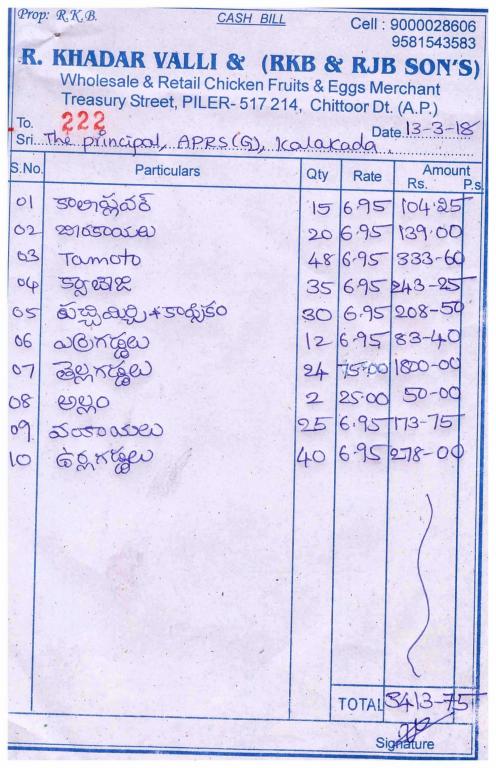 Prop: R.K.B.
CASH BILL
Cell : 9000028606
9581543583
R. KHADAR VALLI & (RKB & RJB SON'S)
Wholesale & Retail Chicken Fruits & Eggs Merchant
Treasury Street, PILER- 517 214, Chittoor Dt. (A.P.)
To. 222
Date. 13-3-18
Sri... The principal, APRS(G), Kalakada
S.No. Particulars Qty Rate Amount Rs. P.s.
01 కాలిప్లవర్ 15 6.95 104.25
02 బీరకాయలు 20 6.95 139.00
03 Tamoto 48 6.95 333-60
04 క్యాబేజి 35 6.95 243-25
05 పచ్చిమిర్చి+కాప్సికం 30 6.95 208-50
06 ఎర్రగడ్డలు 12 6.95 83-40
07 తెల్లగడ్డలు 24 75.00 1800-00
08 అల్లం 2 25.00 50-00
09 వంకాయలు 25 6.95 173-75
10 ఉర్లగడ్డలు 40 6.95 278-00
TOTAL 3413-75
Signature